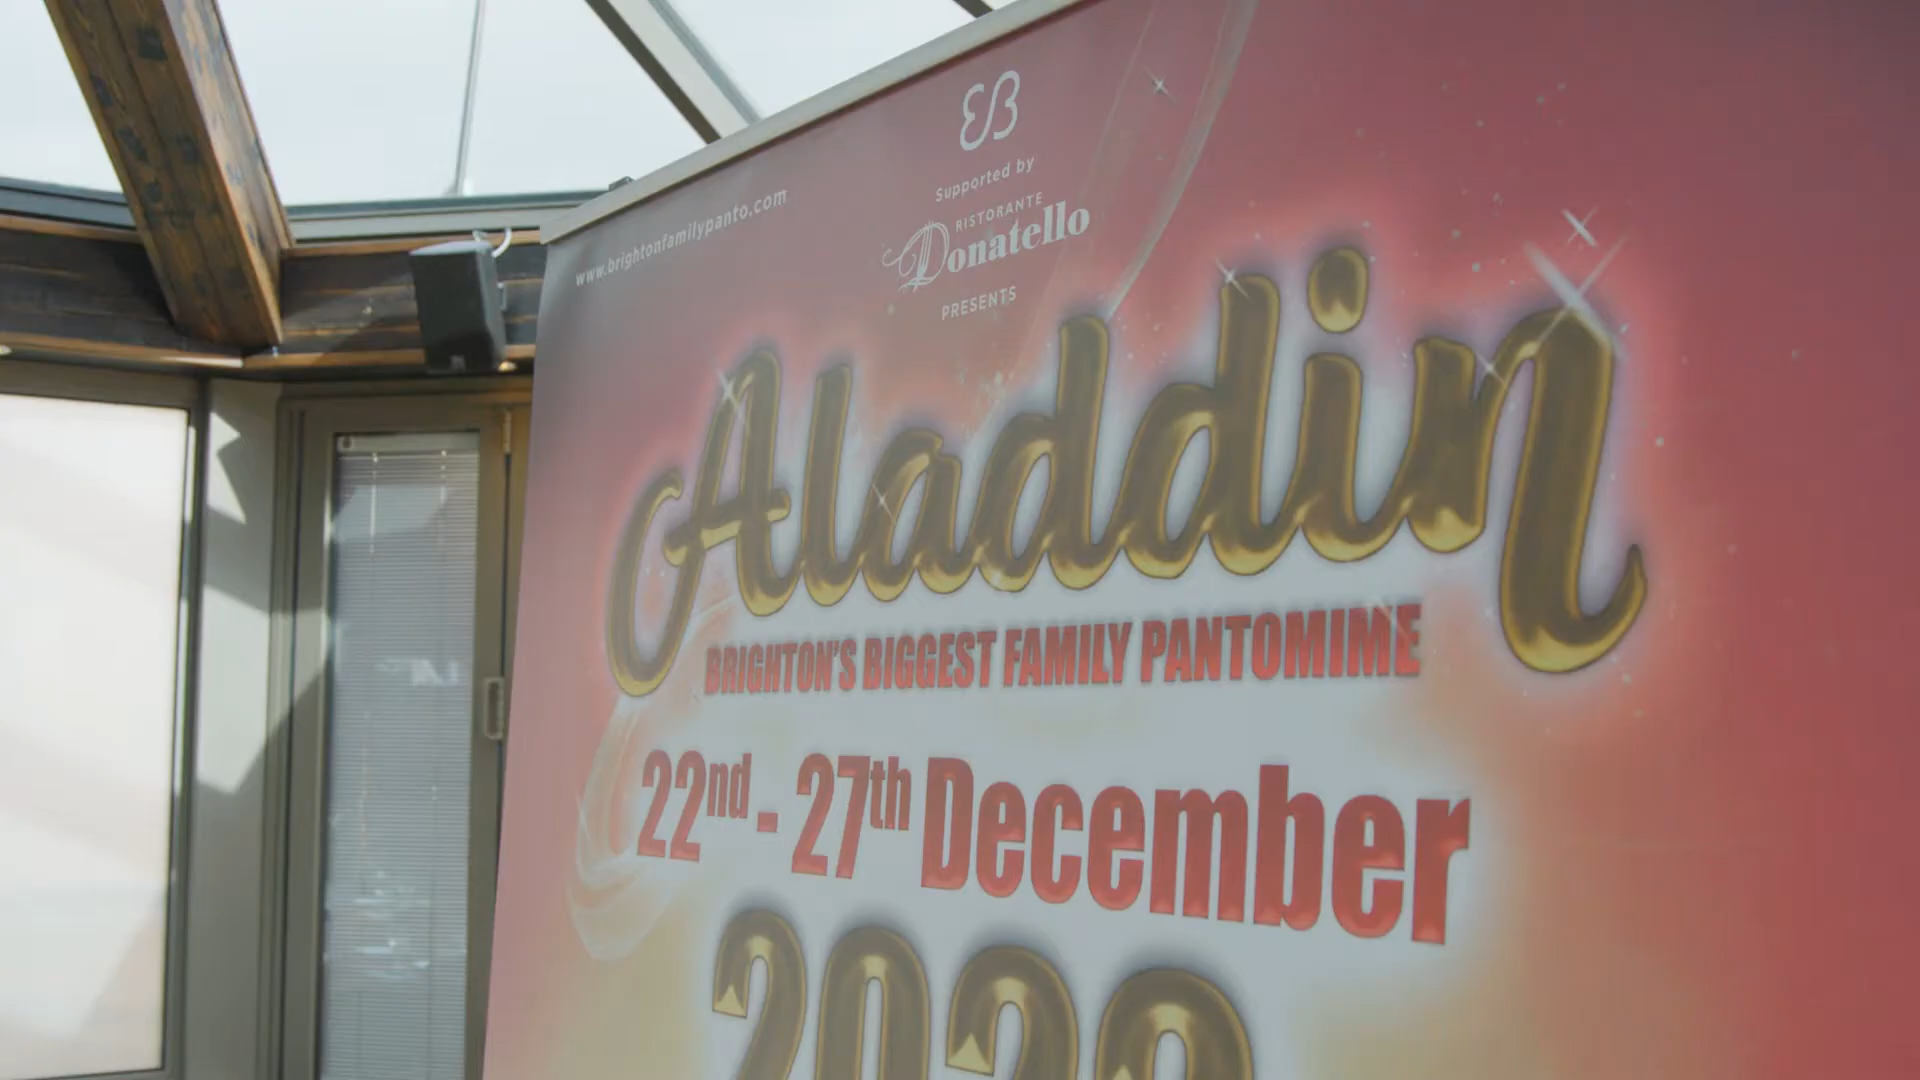 EB
www.brightonfamilypanto.com
Supported by
RISTORANTE
Donatello
PRESENTS
Aladdin
BRIGHTON'S BIGGEST FAMILY PANTOMIME
22nd - 27th December